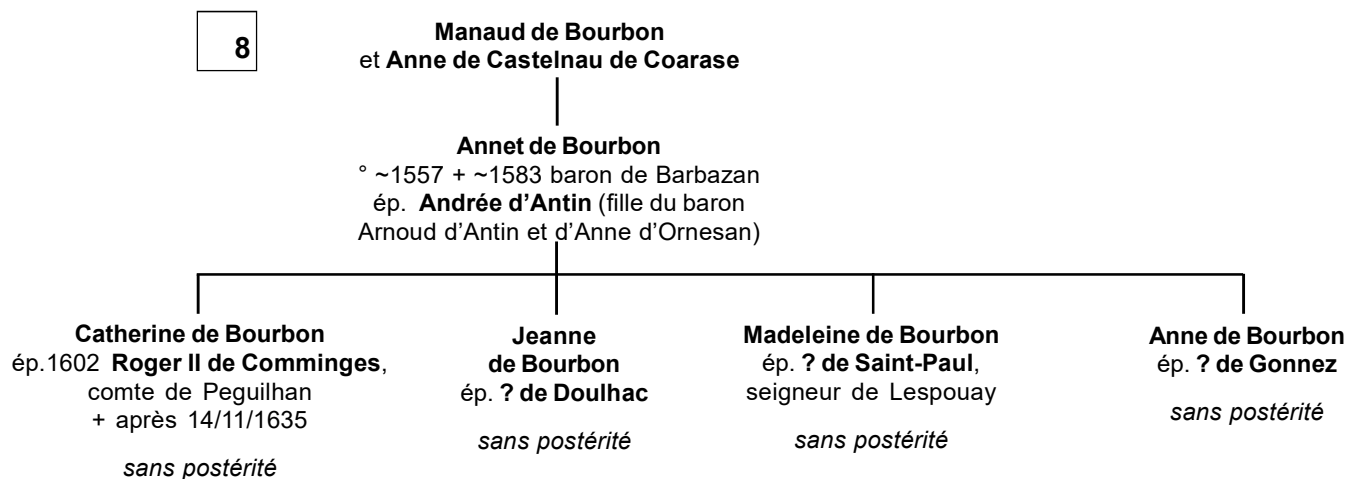 8
Manaud de Bourbon
et Anne de Castelnau de Coarase
Annet de Bourbon
° ~1557 + ~1583 baron de Barbazan
ép. Andrée d’Antin (fille du baron
Arnoud d’Antin et d’Anne d’Ornesan)
Catherine de Bourbon
ép.1602 Roger II de Comminges,
comte de Peguilhan
+ après 14/11/1635
sans postérité
Jeanne
de Bourbon
ép. ? de Doulhac
sans postérité
Madeleine de Bourbon
ép. ? de Saint-Paul,
seigneur de Lespouay
sans postérité
Anne de Bourbon
ép. ? de Gonnez
sans postérité